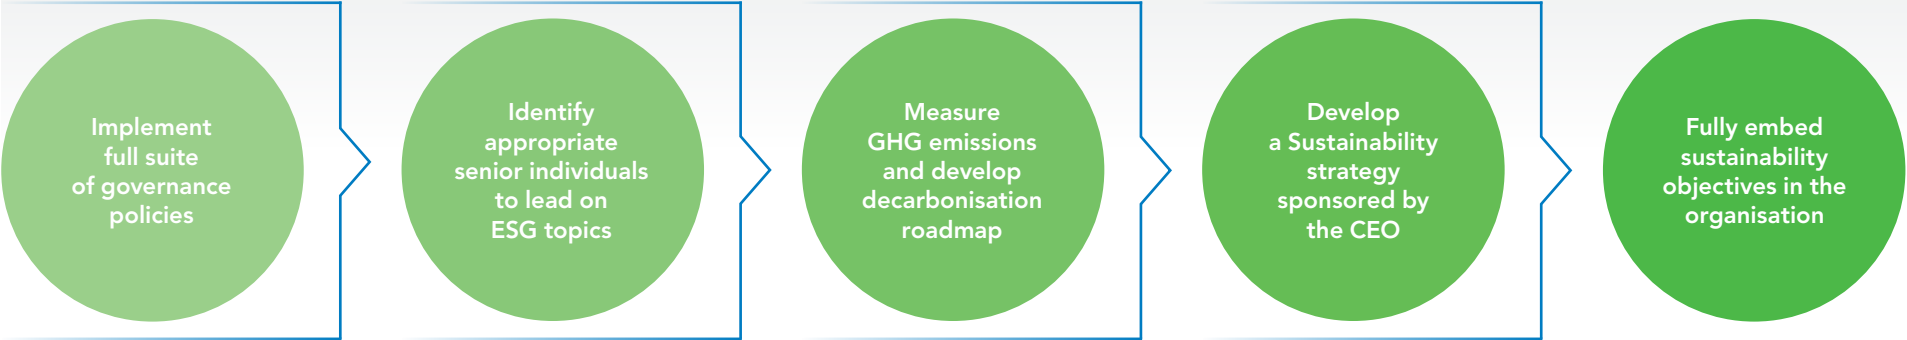 Implement
full suite
of governance
policies
Identify
appropriate
senior individuals
to lead on
ESG topics
Measure
GHG emissions
and develop
decarbonisation
roadmap
Develop
a Sustainability
strategy
sponsored by
the CEO
Fully embed
sustainability
objectives in the
organisation